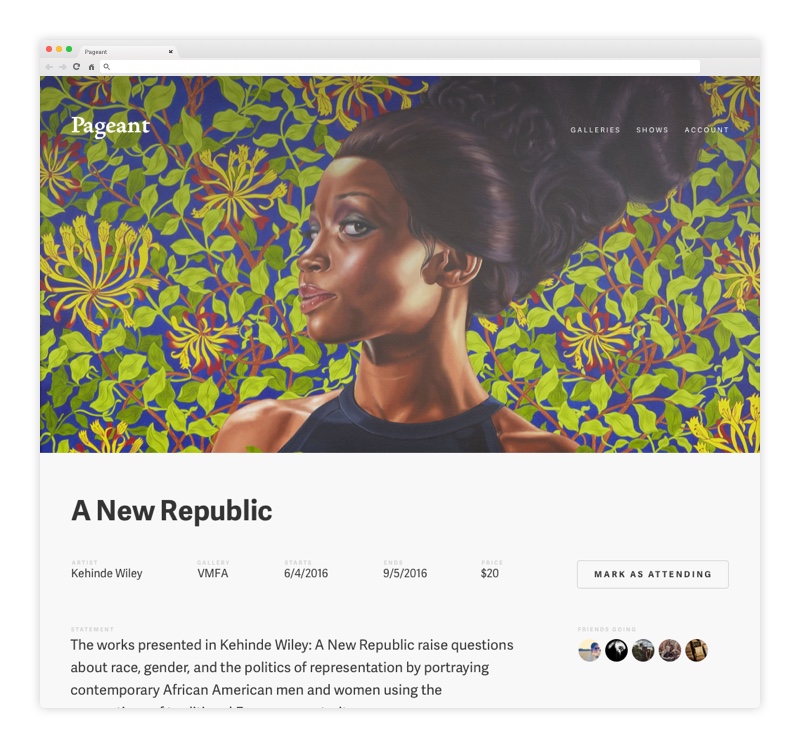 Pageant
Pageant
GALLERIES SHOWS ACCOUNT
A New Republic
ARTIST GALLERY STARTS ENDS PRICE
Kehinde Wiley VMFA 6/4/2016 9/5/2016 $20
MARK AS ATTENDING
STATEMENT
FRIENDS GOING
The works presented in Kehinde Wiley: A New Republic raise questions
about race, gender, and the politics of representation by portraying
contemporary African American men and women using the